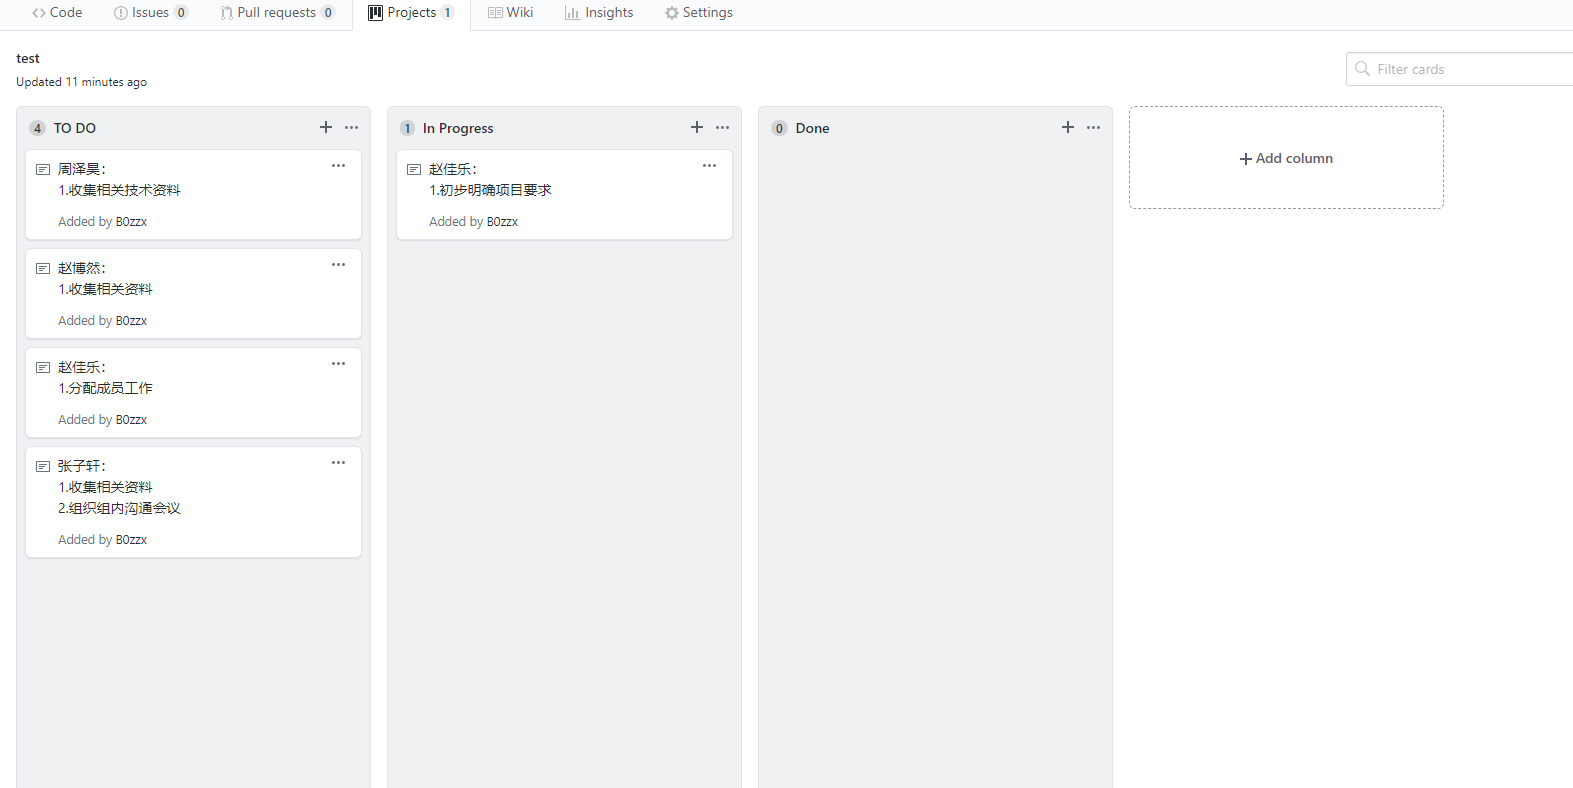 Code Issues 0 Pull requests 0 Projects 1 Wiki Insights Settings
test
Updated 11 minutes ago
Filter cards
4 TO DO
周泽昊：
1.收集相关技术资料
Added by B0zzx
赵博然：
1.收集相关资料
Added by B0zzx
赵佳乐：
1.分配成员工作
Added by B0zzx
张子轩：
1.收集相关资料
2.组织组内沟通会议
Added by B0zzx
1 In Progress
赵佳乐：
1.初步明确项目要求
Added by B0zzx
0 Done
Add column